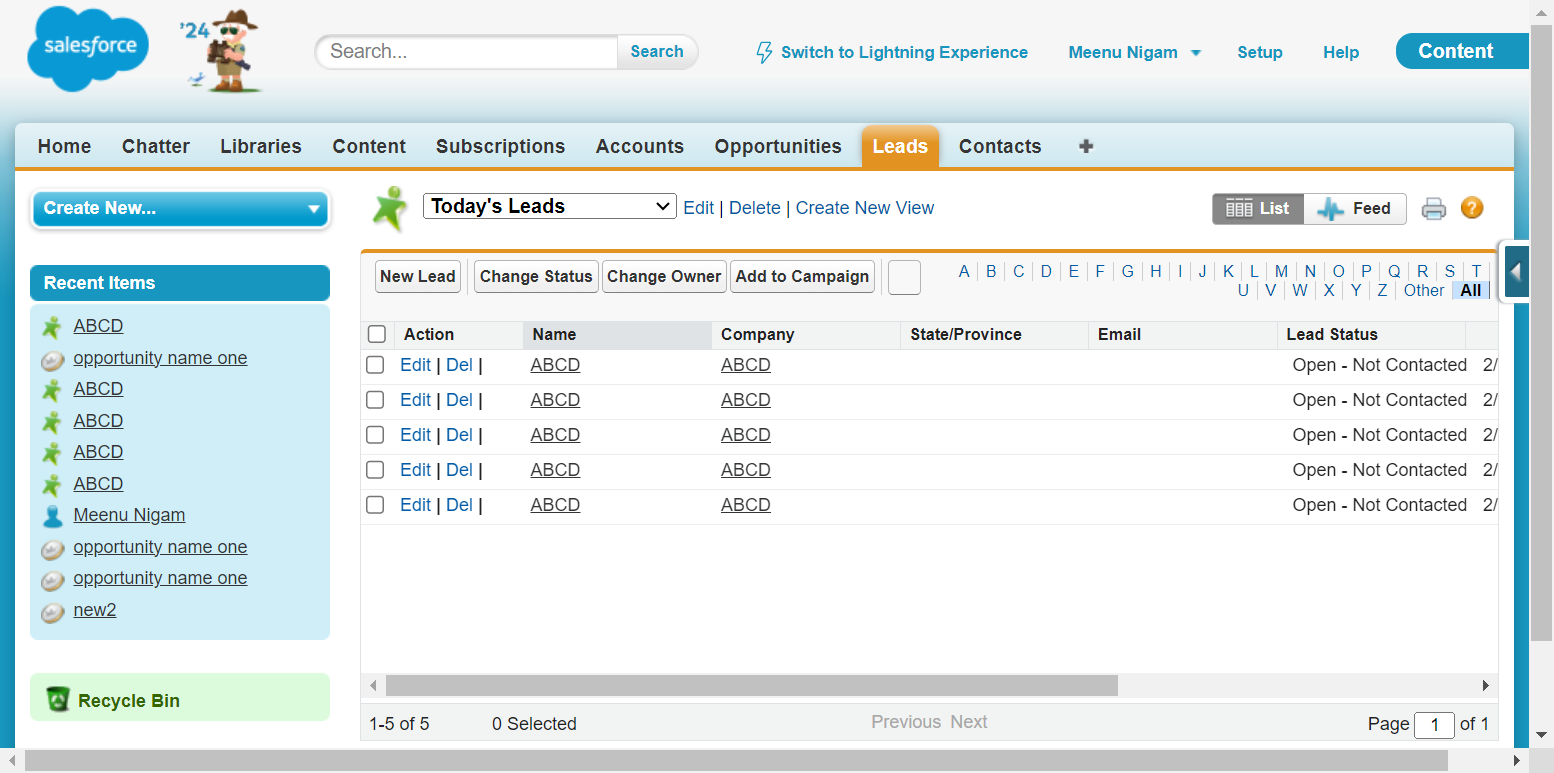 salesforce '24 Search... Search Switch to Lightning Experience Meenu Nigam Setup Help Content
Home Chatter Libraries Content Subscriptions Accounts Opportunities Leads Contacts +
Create New...
Today's Leads Edit | Delete | Create New View List Feed ?
Recent Items
ABCD
opportunity name one
ABCD
ABCD
ABCD
ABCD
Meenu Nigam
opportunity name one
opportunity name one
new2
Recycle Bin
New Lead Change Status Change Owner Add to Campaign
A | B | C | D | E | F | G | H | I | J | K | L | M | N | O | P | Q | R | S | T |
U | V | W | X | Y | Z | Other | All
Action Name Company State/Province Email Lead Status
Edit | Del | ABCD ABCD Open - Not Contacted 2/
Edit | Del | ABCD ABCD Open - Not Contacted 2/
Edit | Del | ABCD ABCD Open - Not Contacted 2/
Edit | Del | ABCD ABCD Open - Not Contacted 2/
Edit | Del | ABCD ABCD Open - Not Contacted 2/
1-5 of 5 0 Selected Previous Next Page 1 of 1